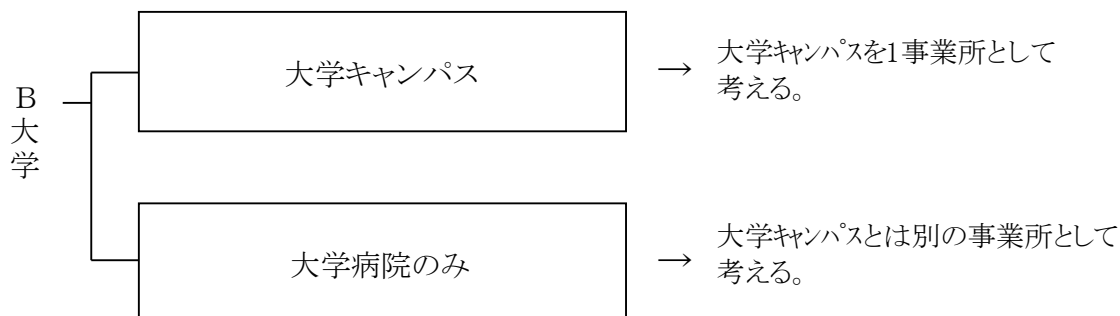 B大学
大学キャンパス
→
大学ｷｬﾝﾊﾟｽを1事業所として
考える。
大学病院のみ
→
大学ｷｬﾝﾊﾟｽとは別の事業所として
考える。